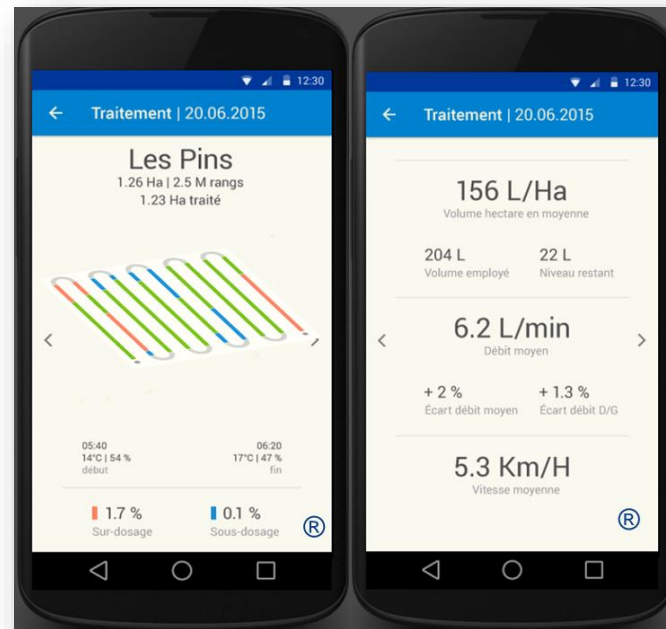 12:30
Traitement | 20.06.2015
Les Pins
1.26 Ha | 2.5 M rangs
1.23 Ha traité
05:40
14°C | 54 %
début
06:20
17°C | 47 %
fin
1.7 %
Sur-dosage
0.1 %
Sous-dosage
®
12:30
Traitement | 20.06.2015
156 L/Ha
Volume hectare en moyenne
204 L
Volume employé
22 L
Niveau restant
6.2 L/min
Débit moyen
+ 2 %
Écart débit moyen
+ 1.3 %
Écart débit D/G
5.3 Km/H
Vitesse moyenne
®